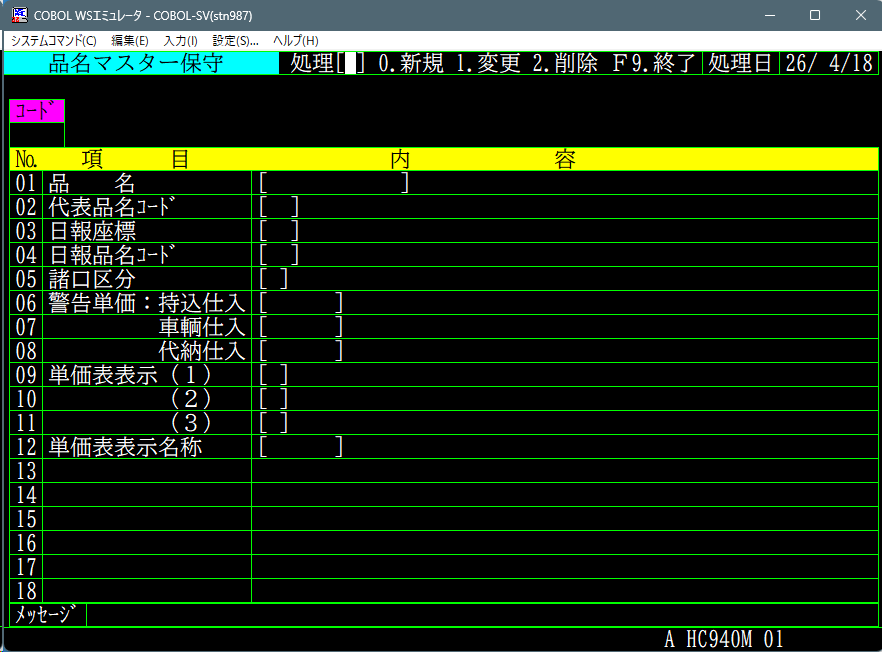 COBOL WSｴﾐｭﾚｰﾀ - COBOL-SV(stn987)
ｼｽﾃﾑｺﾏﾝﾄﾞ(C) 編集(E) 入力(I) 設定(S)... ﾍﾙﾌﾟ(H)
品名マスター保守 処理[ ] 0.新規 1.変更 2.削除 Ｆ9.終了 処理日 26/ 4/18
ｺｰﾄﾞ
No. 項 目 内 容
01 品 名 [ ]
02 代表品名ｺｰﾄﾞ [ ]
03 日報座標 [ ]
04 日報品名ｺｰﾄﾞ [ ]
05 諸口区分 [ ]
06 警告単価：持込仕入 [ ]
07 車輌仕入 [ ]
08 代納仕入 [ ]
09 単価表表示（１） [ ]
10 （２） [ ]
11 （３） [ ]
12 単価表表示名称 [ ]
13
14
15
16
17
18
ﾒｯｾｰｼﾞ
A HC940M 01